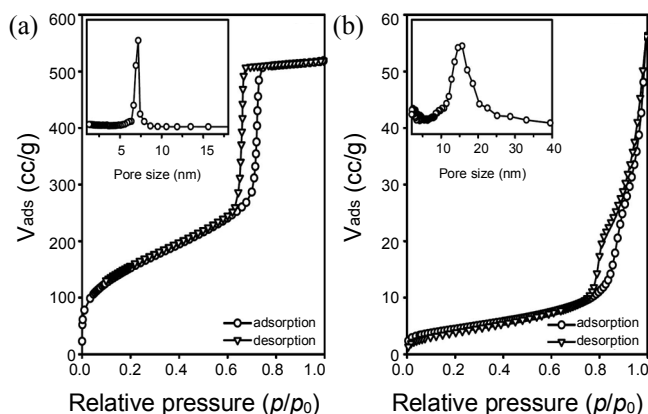 (a)
600
500
400
300
200
100
0
V_ads (cc/g)
5 10 15
Pore size (nm)
adsorption
desorption
0.0 0.2 0.4 0.6 0.8 1.0
Relative pressure (p/p₀)
(b)
60
50
40
30
20
10
0
V_ads (cc/g)
10 20 30 40
Pore size (nm)
adsorption
desorption
0.0 0.2 0.4 0.6 0.8 1.0
Relative pressure (p/p₀)